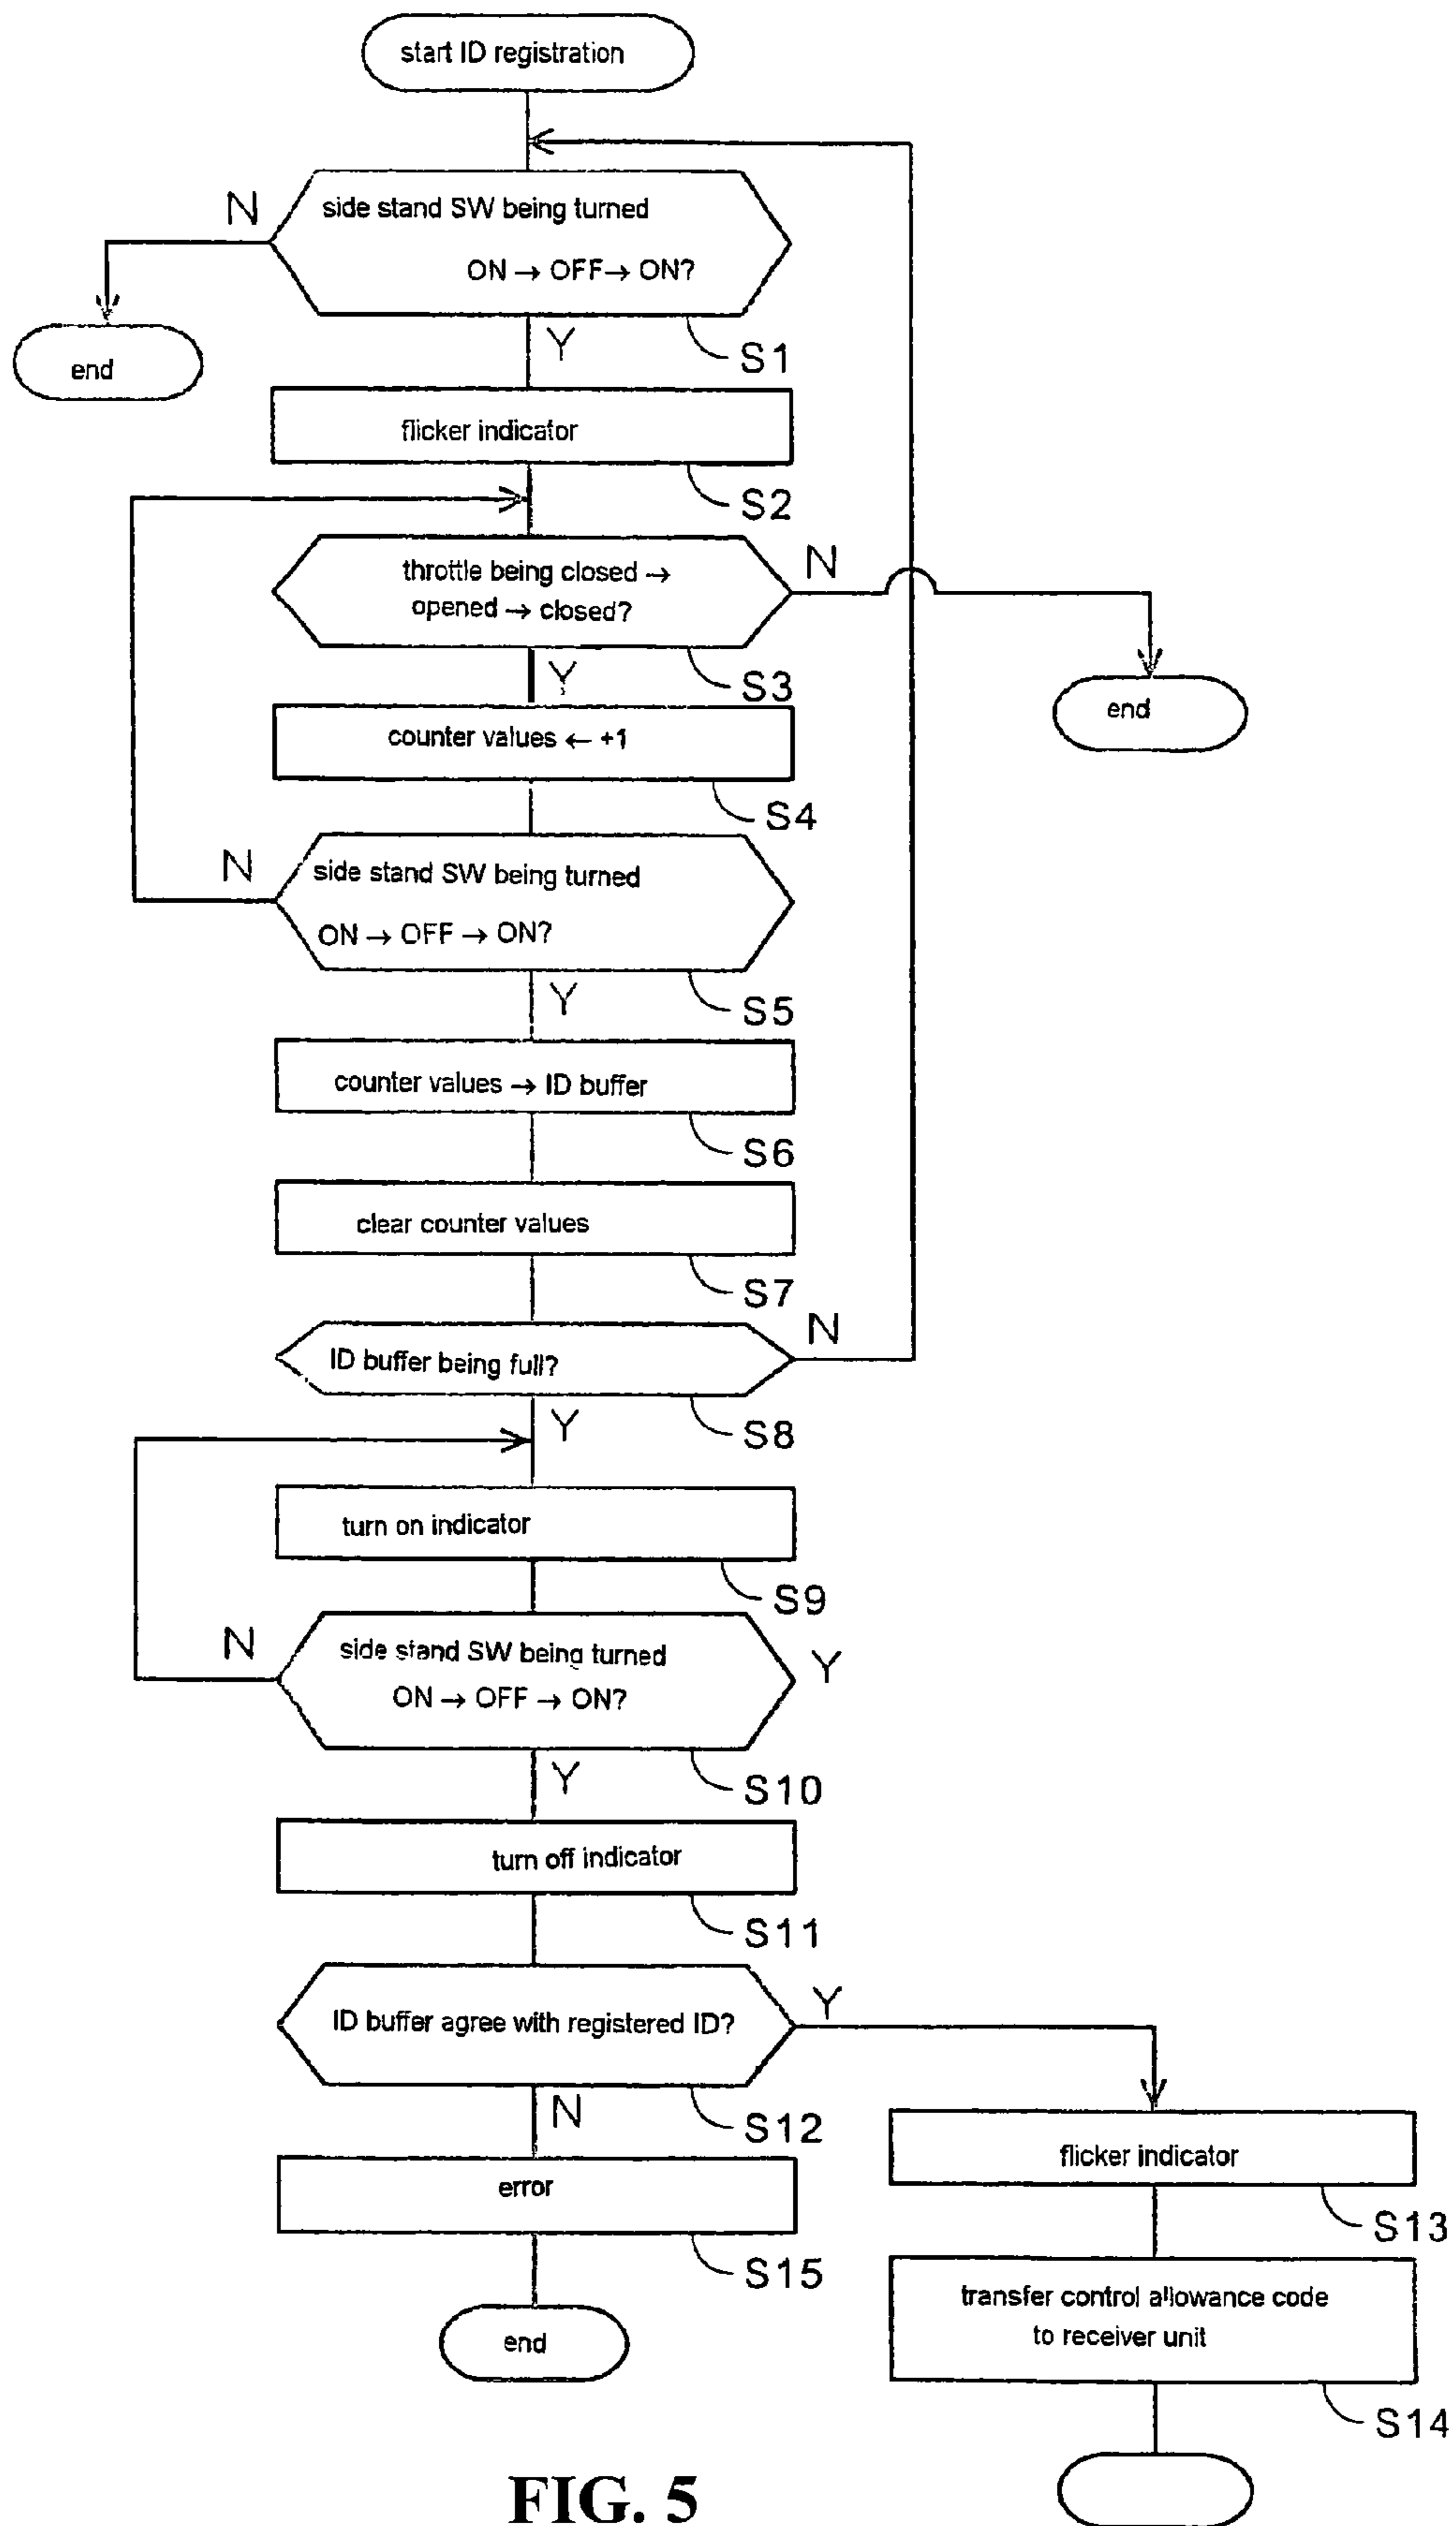 start ID registration
N
side stand SW being turned
ON → OFF→ ON?
end
Y
S1
flicker indicator
S2
throttle being closed →
opened → closed?
N
Y
S3
end
counter values ← +1
S4
N
side stand SW being turned
ON → OFF → ON?
Y
S5
counter values → ID buffer
S6
clear counter values
S7
ID buffer being full?
N
Y
S8
turn on indicator
S9
N
side stand SW being turned
ON → OFF → ON?
Y
Y
S10
turn off indicator
S11
ID buffer agree with registered ID?
Y
N
S12
flicker indicator
S13
error
S15
transfer control allowance code
to receiver unit
S14
end
FIG. 5